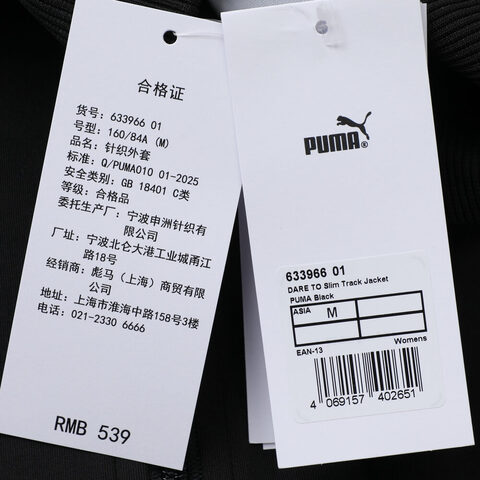 合格证
货号: 633966 01
号型: 160/84A (M)
品名: 针织外套
标准: Q/PUMA010 01-2025
安全类别: GB 18401 C类
等级: 合格品
委托生产厂: 宁波申洲针织有
限公司
厂址: 宁波北仑大港工业城甬江
路18号
经销商: 彪马（上海）商贸有限
公司
地址: 上海市淮海中路158号3楼
电话: 021-2330 6666
RMB 539
PUMA®
633966 01
DARE TO Slim Track Jacket
PUMA Black
ASIA M
EAN-13 Womens
4 069157 402651